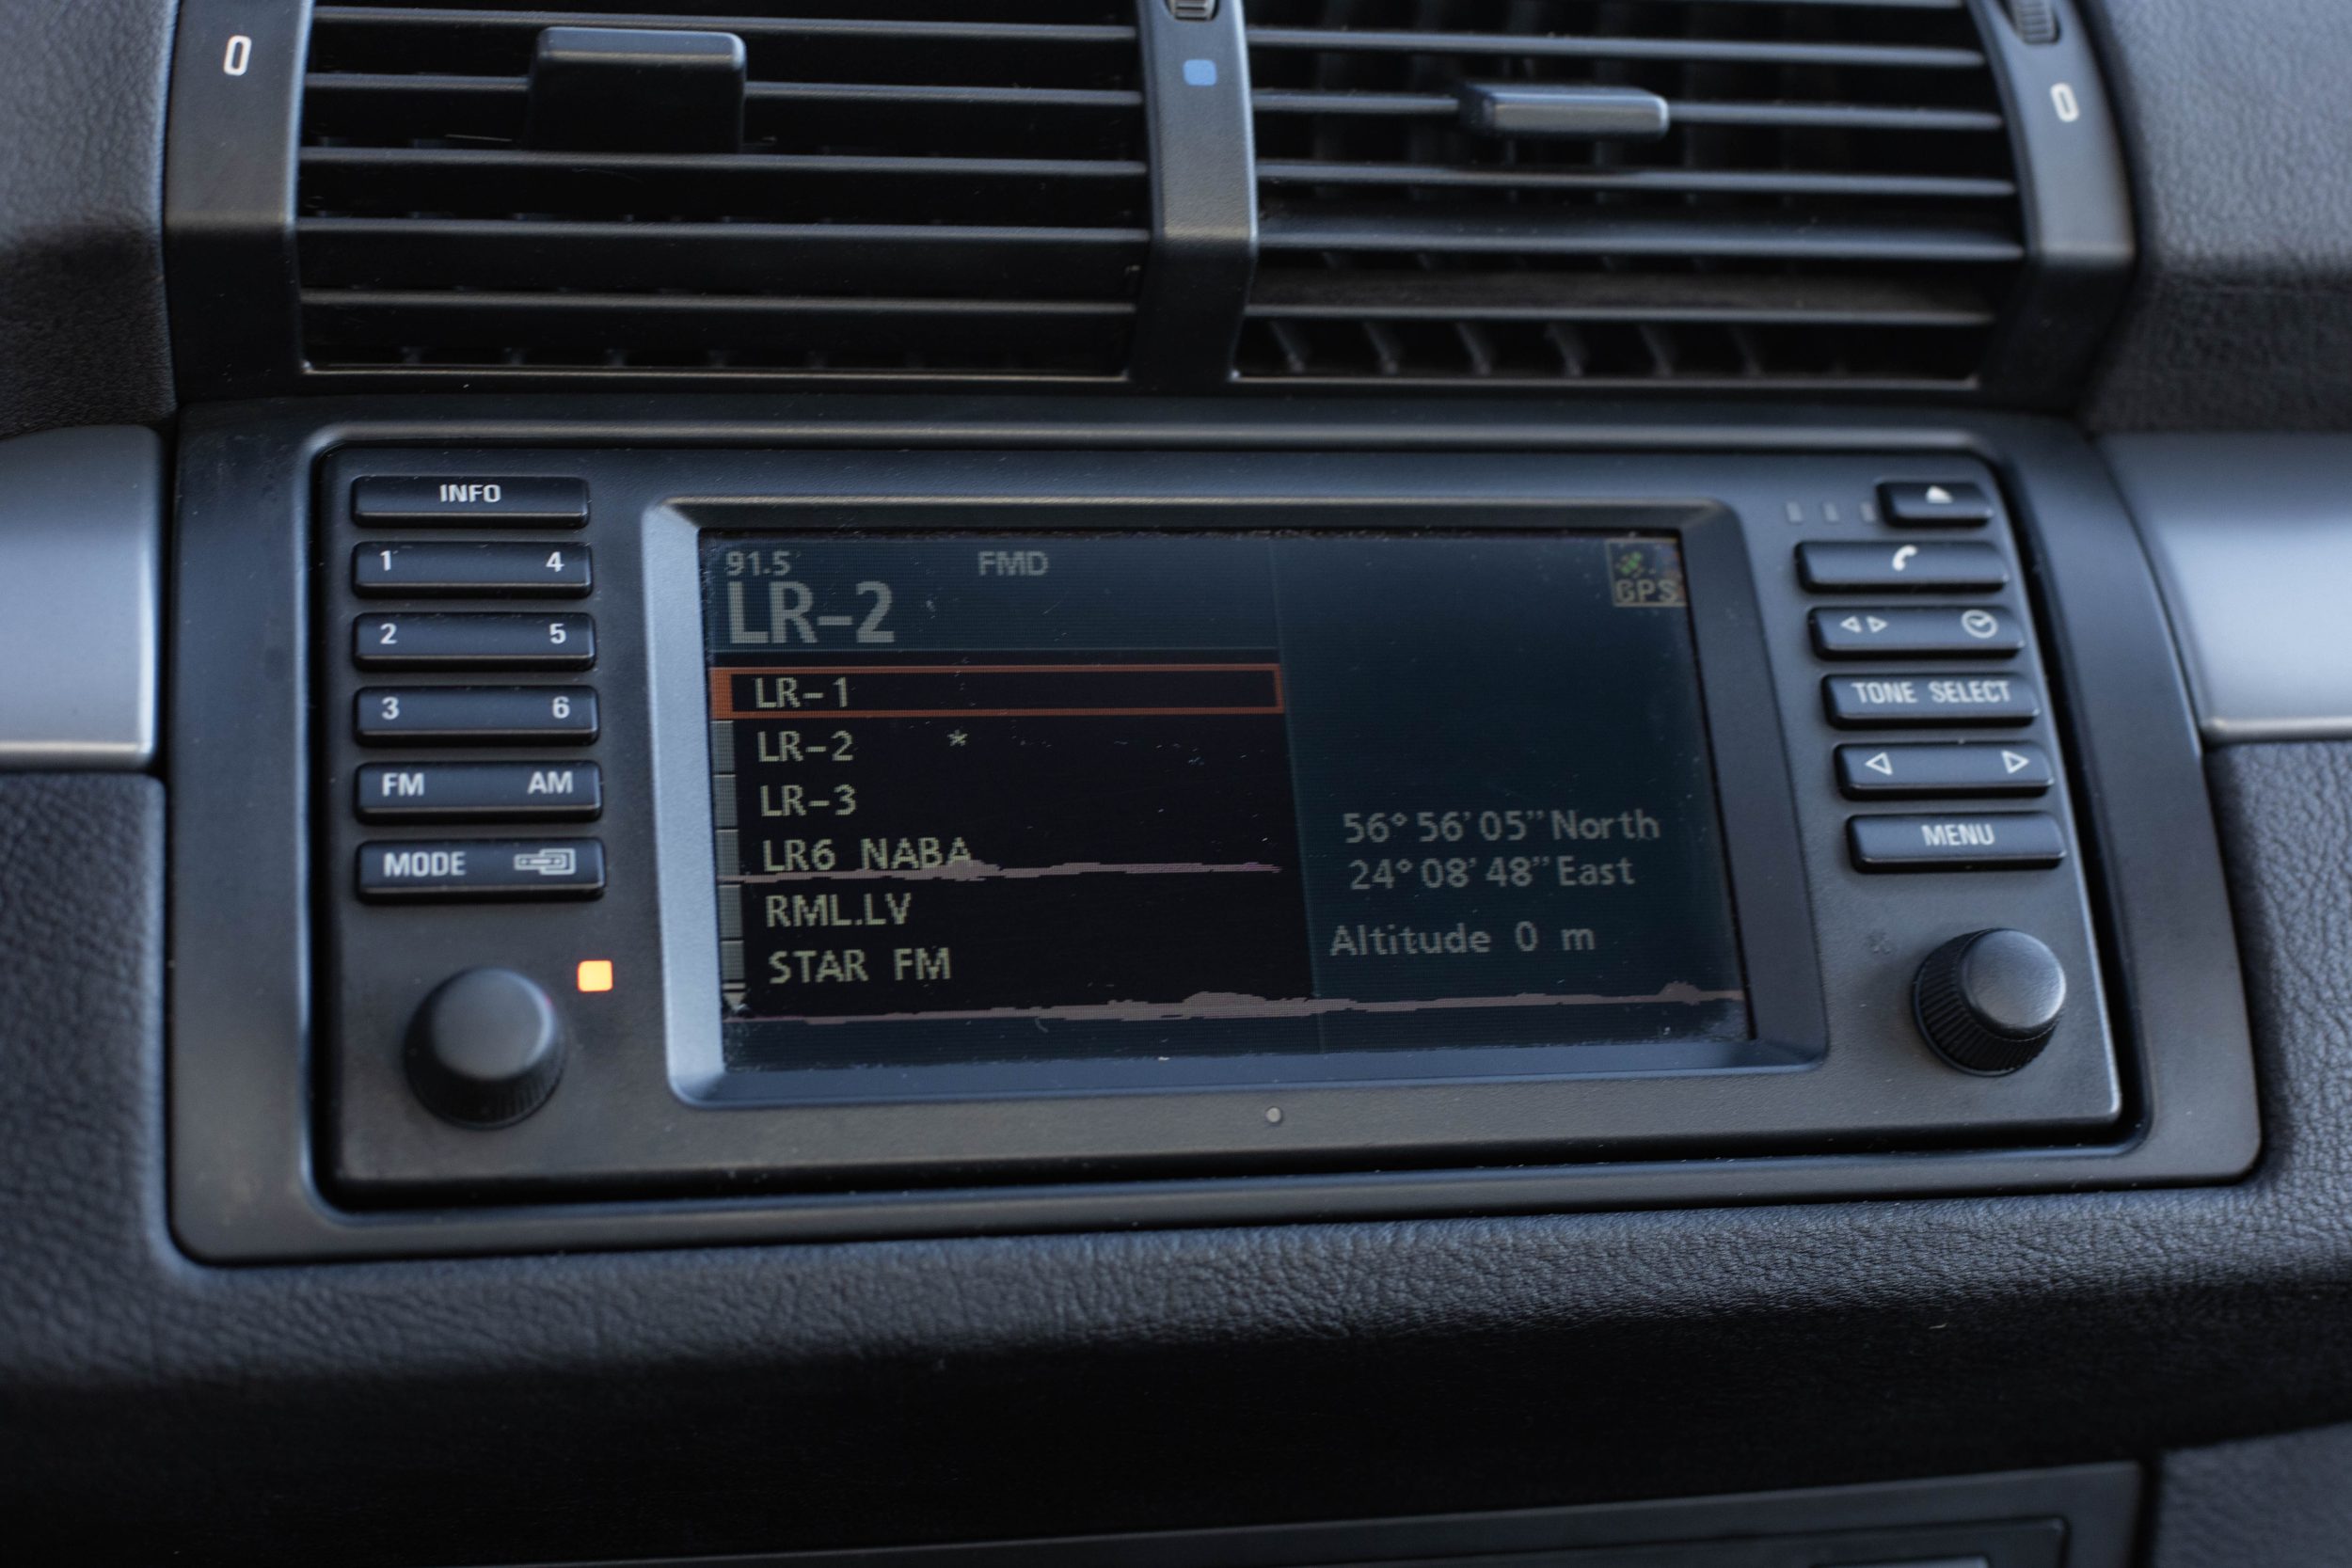 0
0
INFO
1 4
2 5
3 6
FM AM
MODE
91.5 FMD
LR-2
LR-1
LR-2 *
LR-3
LR6 NABA
RML.LV
STAR FM
GPS
56° 56' 05" North
24° 08' 48" East
Altitude 0 m
TONE SELECT
MENU